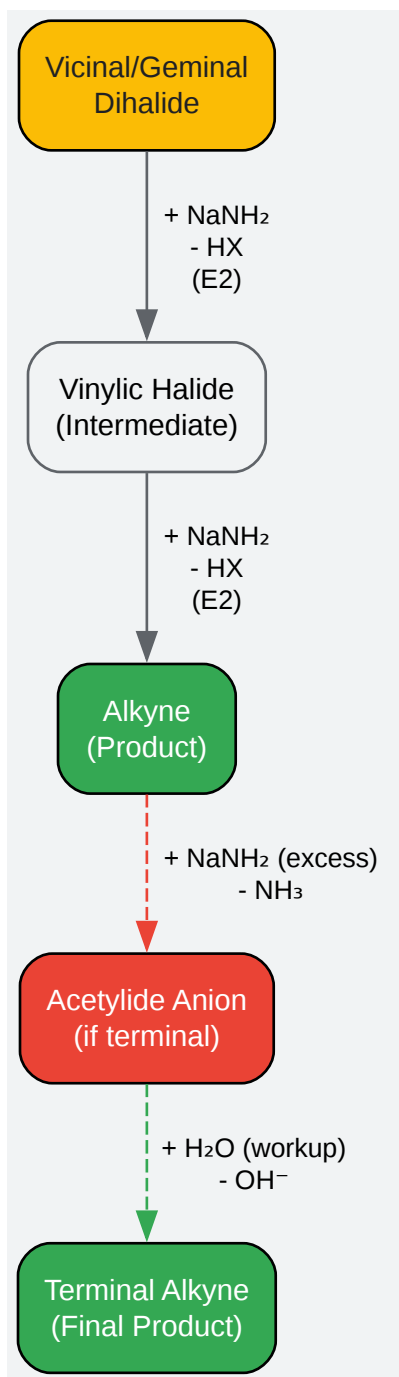 Vicinal/Geminal
Dihalide
+ NaNH₂
- HX
(E2)
Vinylic Halide
(Intermediate)
+ NaNH₂
- HX
(E2)
Alkyne
(Product)
+ NaNH₂ (excess)
- NH₃
Acetylide Anion
(if terminal)
+ H₂O (workup)
- OH⁻
Terminal Alkyne
(Final Product)